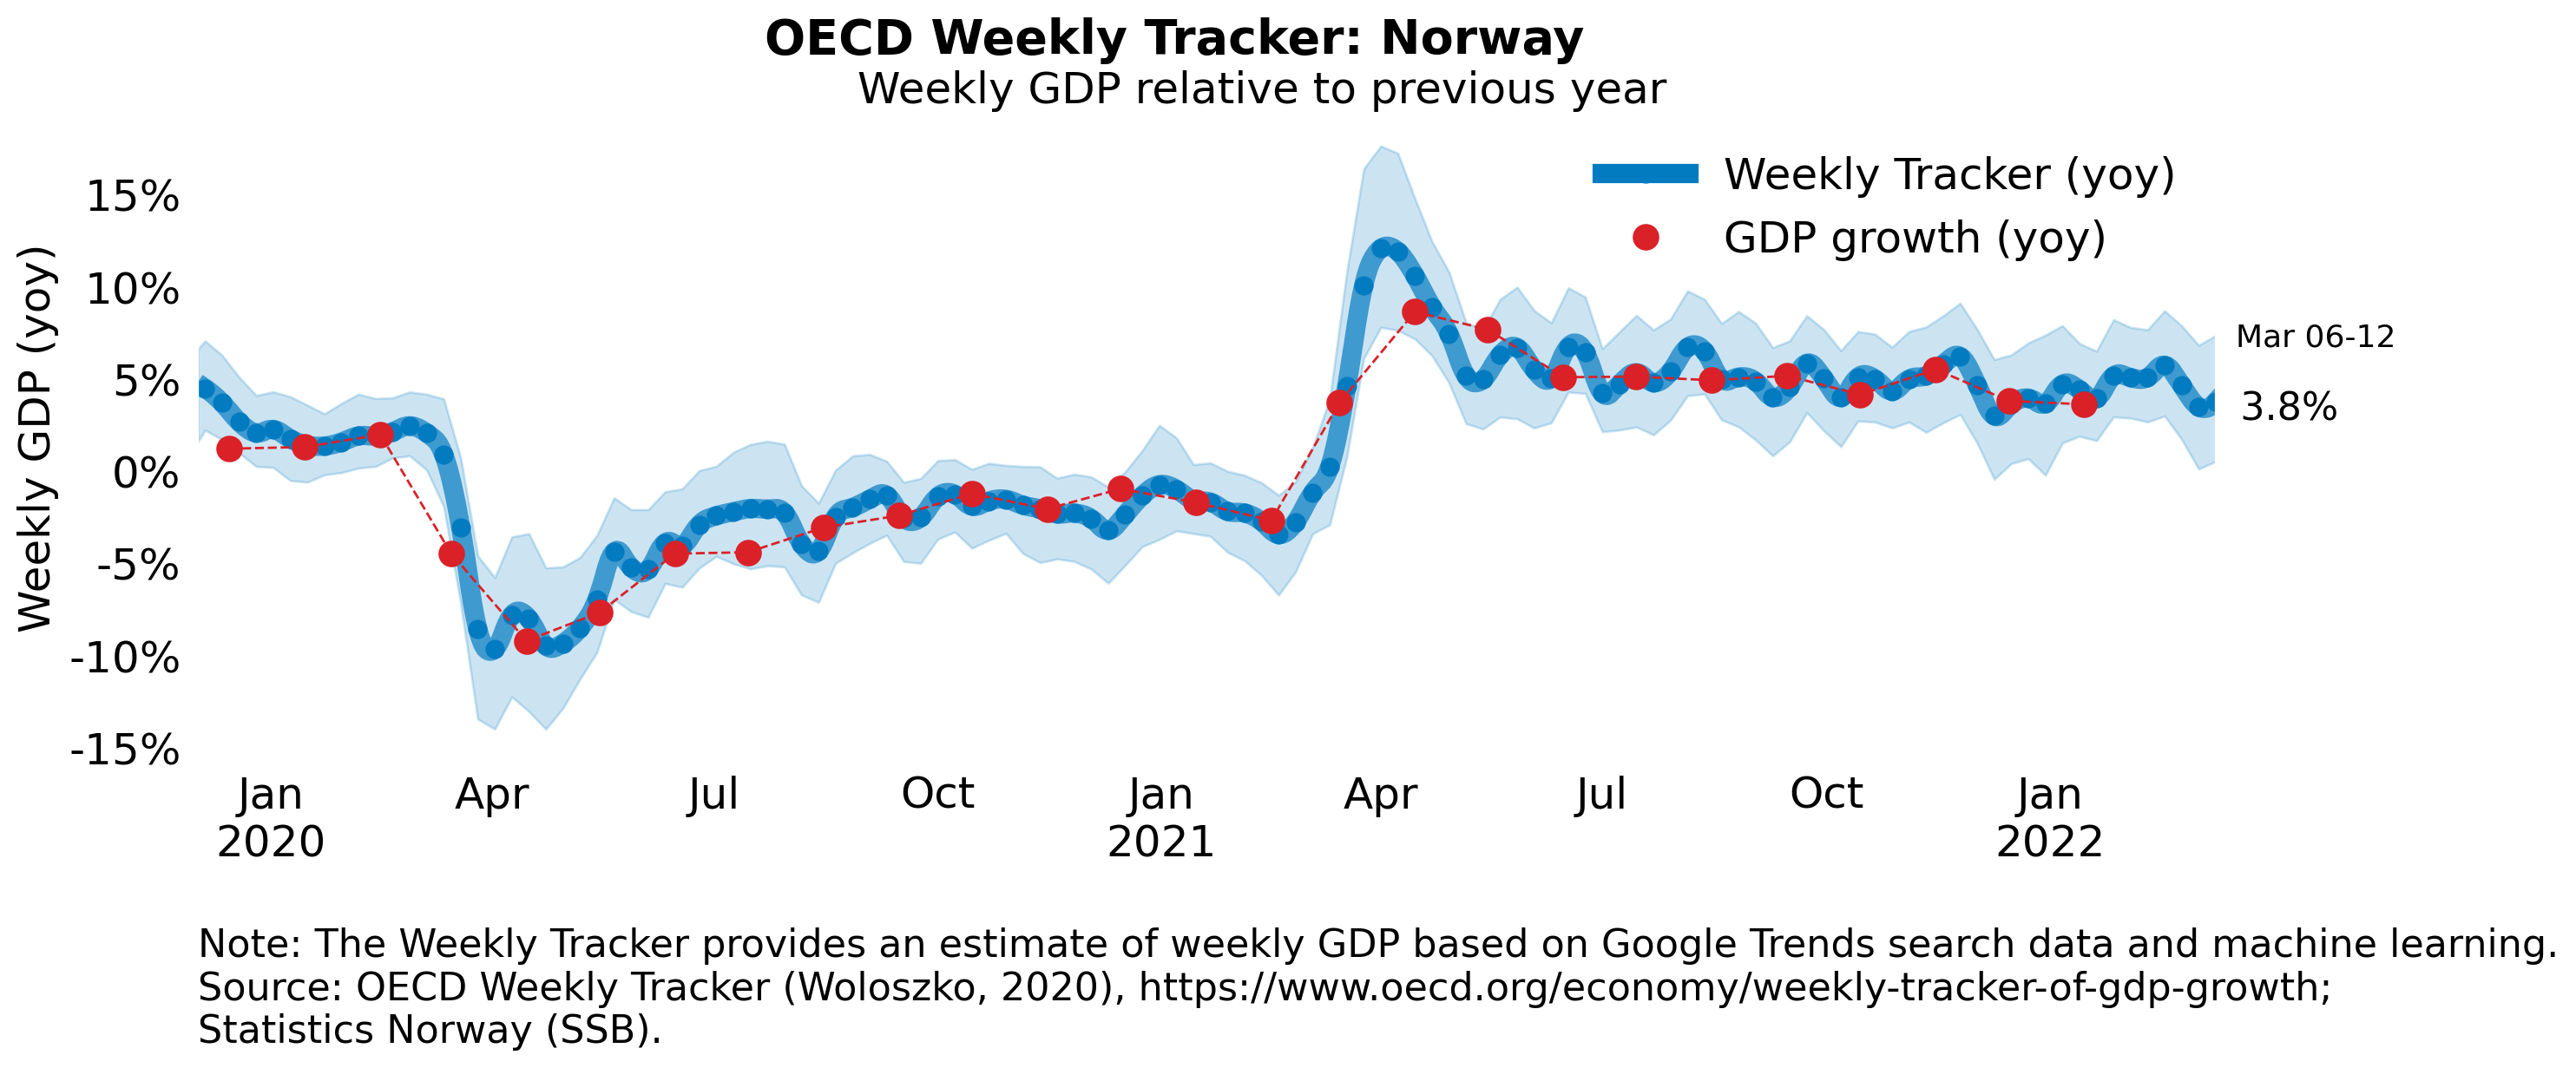 OECD Weekly Tracker: Norway
Weekly GDP relative to previous year
Weekly Tracker (yoy)
GDP growth (yoy)
Weekly GDP (yoy)
15%
10%
5%
0%
-5%
-10%
-15%
Mar 06-12
3.8%
Jan Apr Jul Oct Jan Apr Jul Oct Jan
2020 2021 2022
Note: The Weekly Tracker provides an estimate of weekly GDP based on Google Trends search data and machine learning.
Source: OECD Weekly Tracker (Woloszko, 2020), https://www.oecd.org/economy/weekly-tracker-of-gdp-growth;
Statistics Norway (SSB).